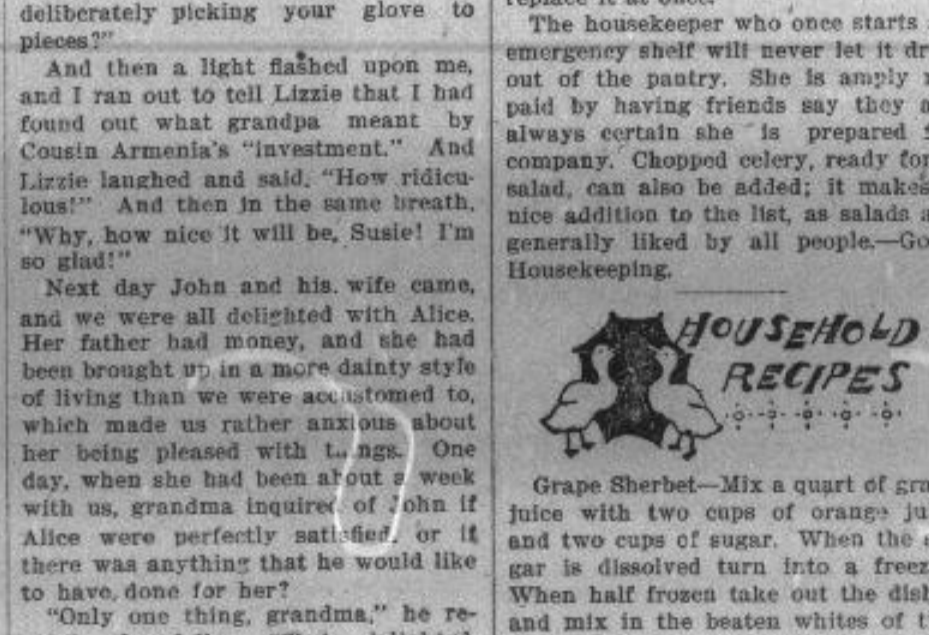 deliberately picking your glove to
pieces?"
And then a light flashed upon me,
and I ran out to tell Lizzie that I had
found out what grandpa meant by
Cousin Armenia's "investment." And
Lizzie laughed and said, "How ridicu-
lous!" And then in the same breath,
"Why, how nice it will be, Susie! I'm
so glad!"
Next day John and his wife came,
and we were all delighted with Alice.
Her father had money, and she had
been brought up in a more dainty style
of living than we were accustomed to,
which made us rather anxious about
her being pleased with things. One
day, when she had been about a week
with us, grandma inquired of John if
Alice were perfectly satisfied, or if
there was anything that he would like
to have done for her?
"Only one thing, grandma," he re-
replace it at once.
The housekeeper who once starts
emergency shelf will never let it
out of the pantry. She is amply
paid by having friends say they
always certain she is prepared
company. Chopped celery, ready for
salad, can also be added; it makes
nice addition to the list, as salads
generally liked by all people.—
Housekeeping.
HOUSEHOLD
RECIPES
Grape Sherbet—Mix a quart of
juice with two cups of orange
and two cups of sugar. When the
gar is dissolved turn into a
When half frozen take out the
and mix in the beaten whites of